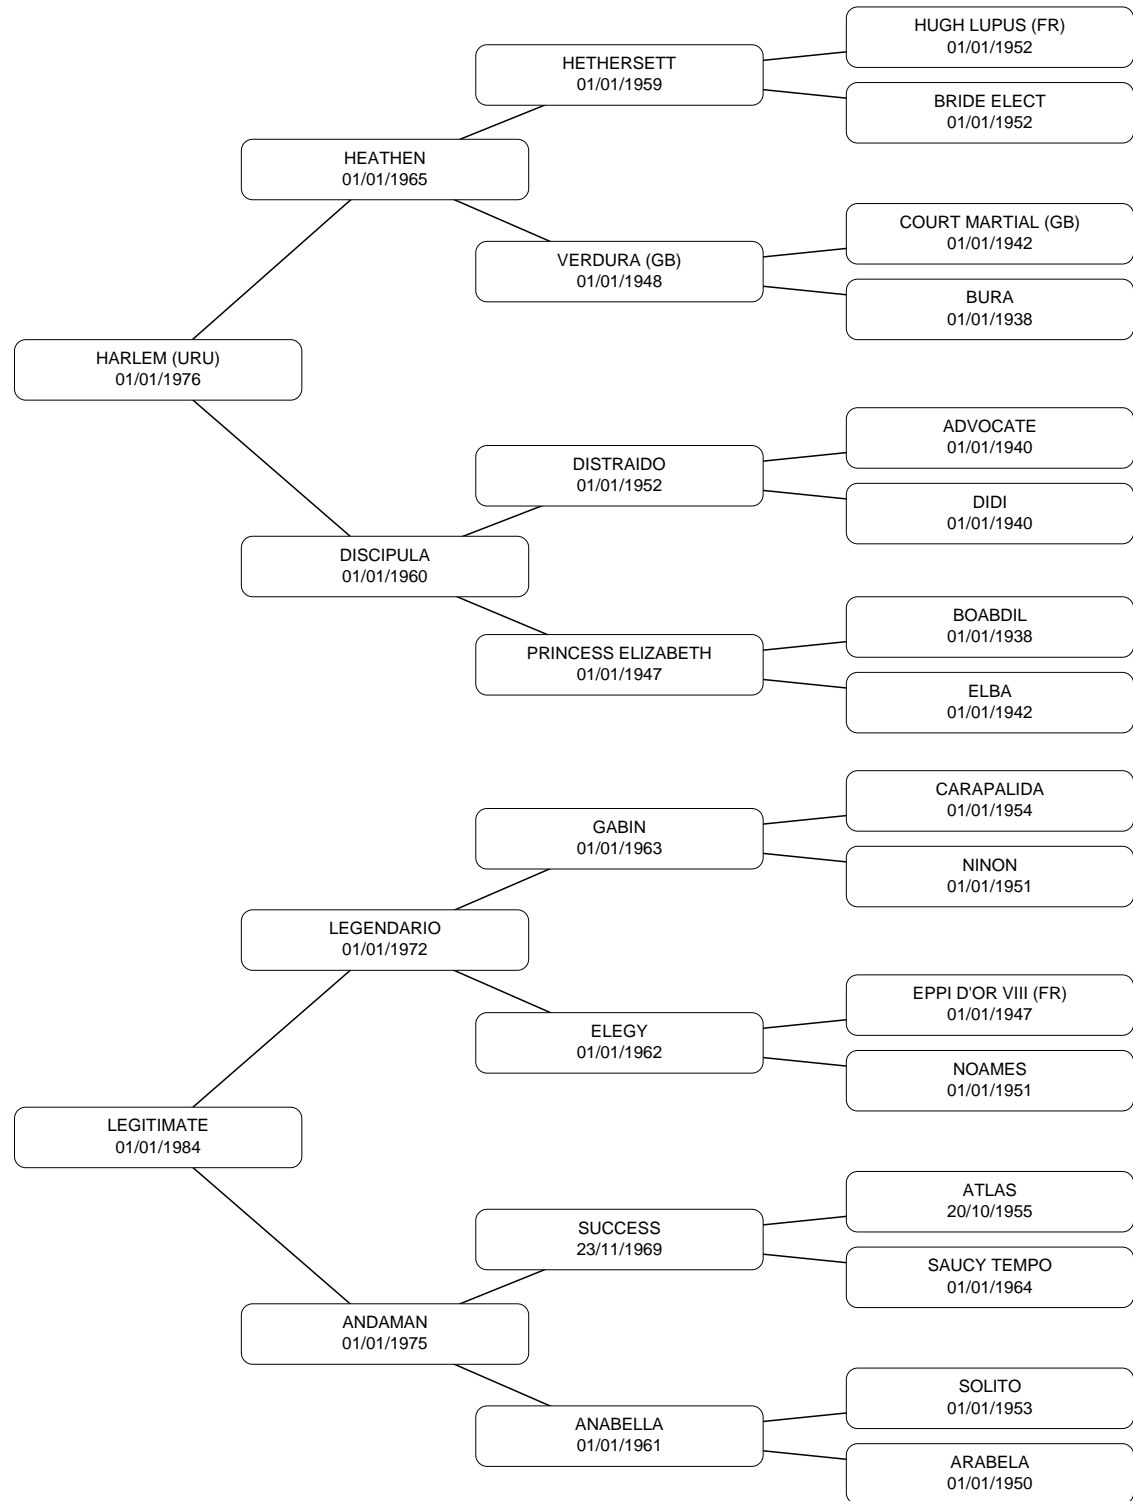 HUGH LUPUS (FR)
01/01/1952
HETHERSETT
01/01/1959
BRIDE ELECT
01/01/1952
HEATHEN
01/01/1965
COURT MARTIAL (GB)
01/01/1942
VERDURA (GB)
01/01/1948
BURA
01/01/1938
HARLEM (URU)
01/01/1976
ADVOCATE
01/01/1940
DISTRAIDO
01/01/1952
DIDI
01/01/1940
DISCIPULA
01/01/1960
BOABDIL
01/01/1938
PRINCESS ELIZABETH
01/01/1947
ELBA
01/01/1942
CARAPALIDA
01/01/1954
GABIN
01/01/1963
NINON
01/01/1951
LEGENDARIO
01/01/1972
EPPI D'OR VIII (FR)
01/01/1947
ELEGY
01/01/1962
NOAMES
01/01/1951
LEGITIMATE
01/01/1984
ATLAS
20/10/1955
SUCCESS
23/11/1969
SAUCY TEMPO
01/01/1964
ANDAMAN
01/01/1975
SOLITO
01/01/1953
ANABELLA
01/01/1961
ARABELA
01/01/1950